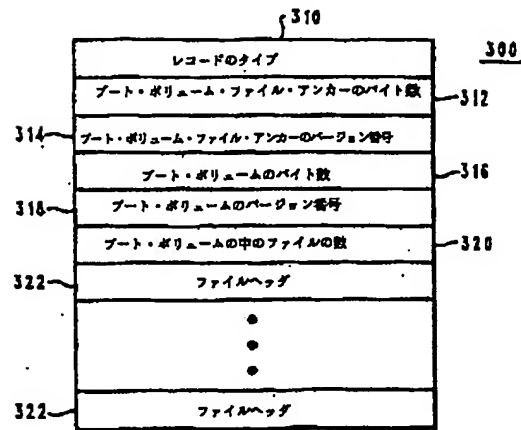 310
300
レコードのタイプ
ブート・ボリューム・ファイル・アンカーのバイト数
312
314
ブート・ボリューム・ファイル・アンカーのバージョン番号
ブート・ボリュームのバイト数
316
318
ブート・ボリュームのバージョン番号
ブート・ボリュームの中のファイルの数
320
322
ファイルヘッダ
322
ファイルヘッダ